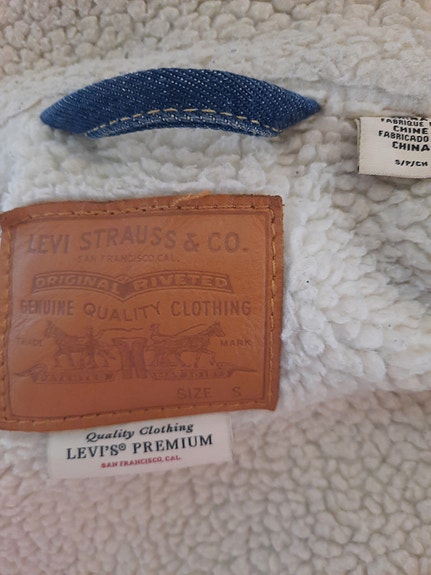 FABRIQUE
CHINE
FABRICADO
CHINA
S/P/CH
LEVI STRAUSS & CO.
SAN FRANCISCO, CAL.
ORIGINAL RIVETED
GENUINE QUALITY CLOTHING
TRADE MARK
SIZE S
Quality Clothing
LEVI'S® PREMIUM
SAN FRANCISCO, CAL.